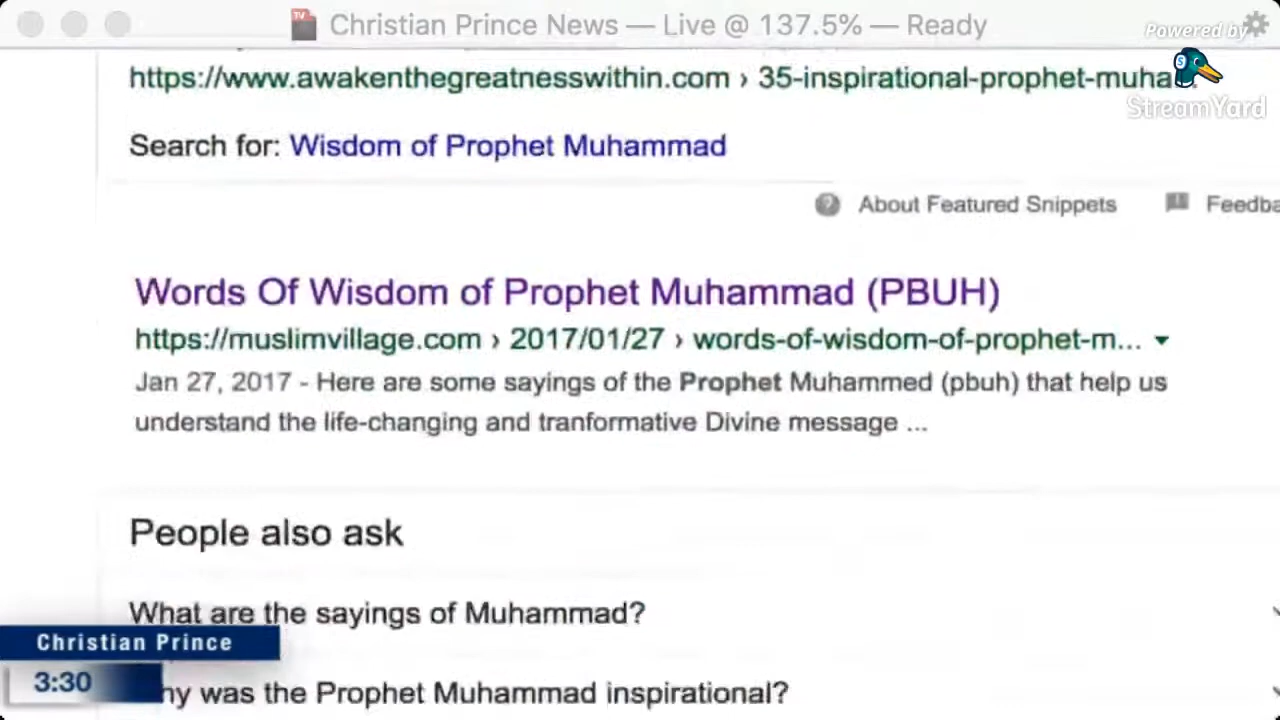 Christian Prince News — Live @ 137.5% — Ready
Powered by
https://www.awakenthegreatnesswithin.com › 35-inspirational-prophet-muha
StreamYard
Search for: Wisdom of Prophet Muhammad
About Featured Snippets
Feedba
Words Of Wisdom of Prophet Muhammad (PBUH)
https://muslimvillage.com › 2017/01/27 › words-of-wisdom-of-prophet-m...
Jan 27, 2017 - Here are some sayings of the Prophet Muhammed (pbuh) that help us
understand the life-changing and tranformative Divine message ...
People also ask
What are the sayings of Muhammad?
Christian Prince
3:30
hy was the Prophet Muhammad inspirational?